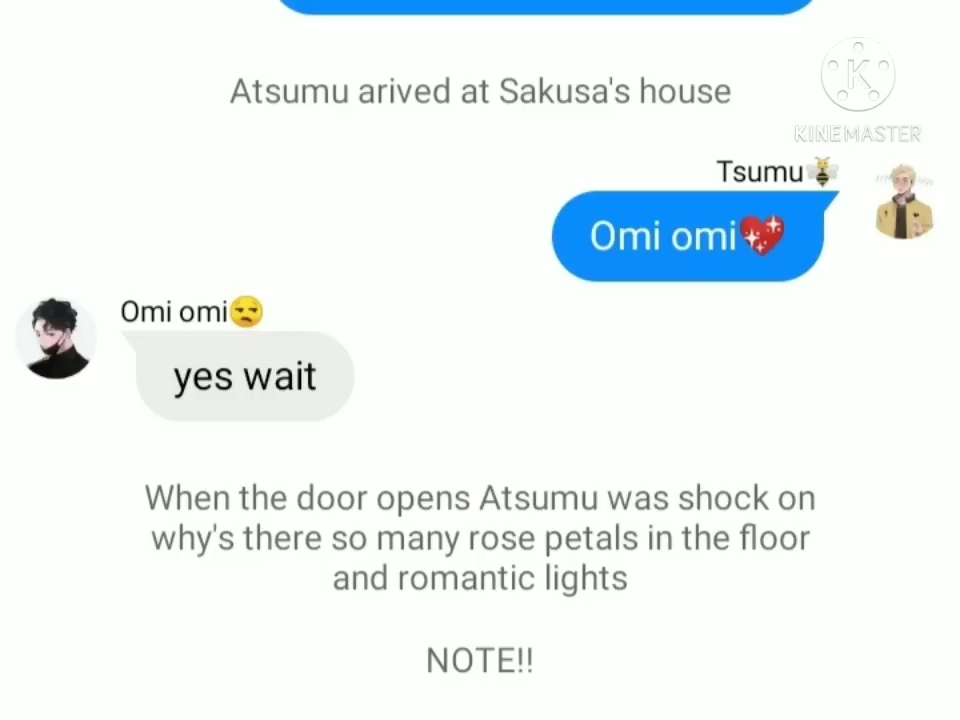 Atsumu arived at Sakusa's house
KINEMASTER
Tsumu🐝
Omi omi💖
Omi omi😒
yes wait
When the door opens Atsumu was shock on
why's there so many rose petals in the floor
and romantic lights
NOTE!!